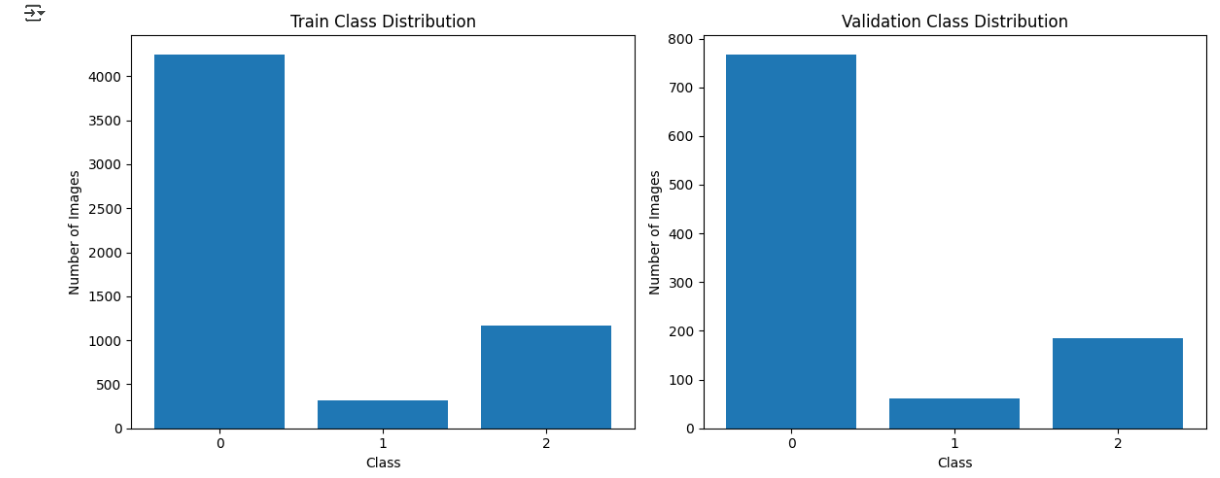 Train Class Distribution
Number of Images
4000
3500
3000
2500
2000
1500
1000
500
0
0 1 2
Class
Validation Class Distribution
Number of Images
800
700
600
500
400
300
200
100
0
0 1 2
Class